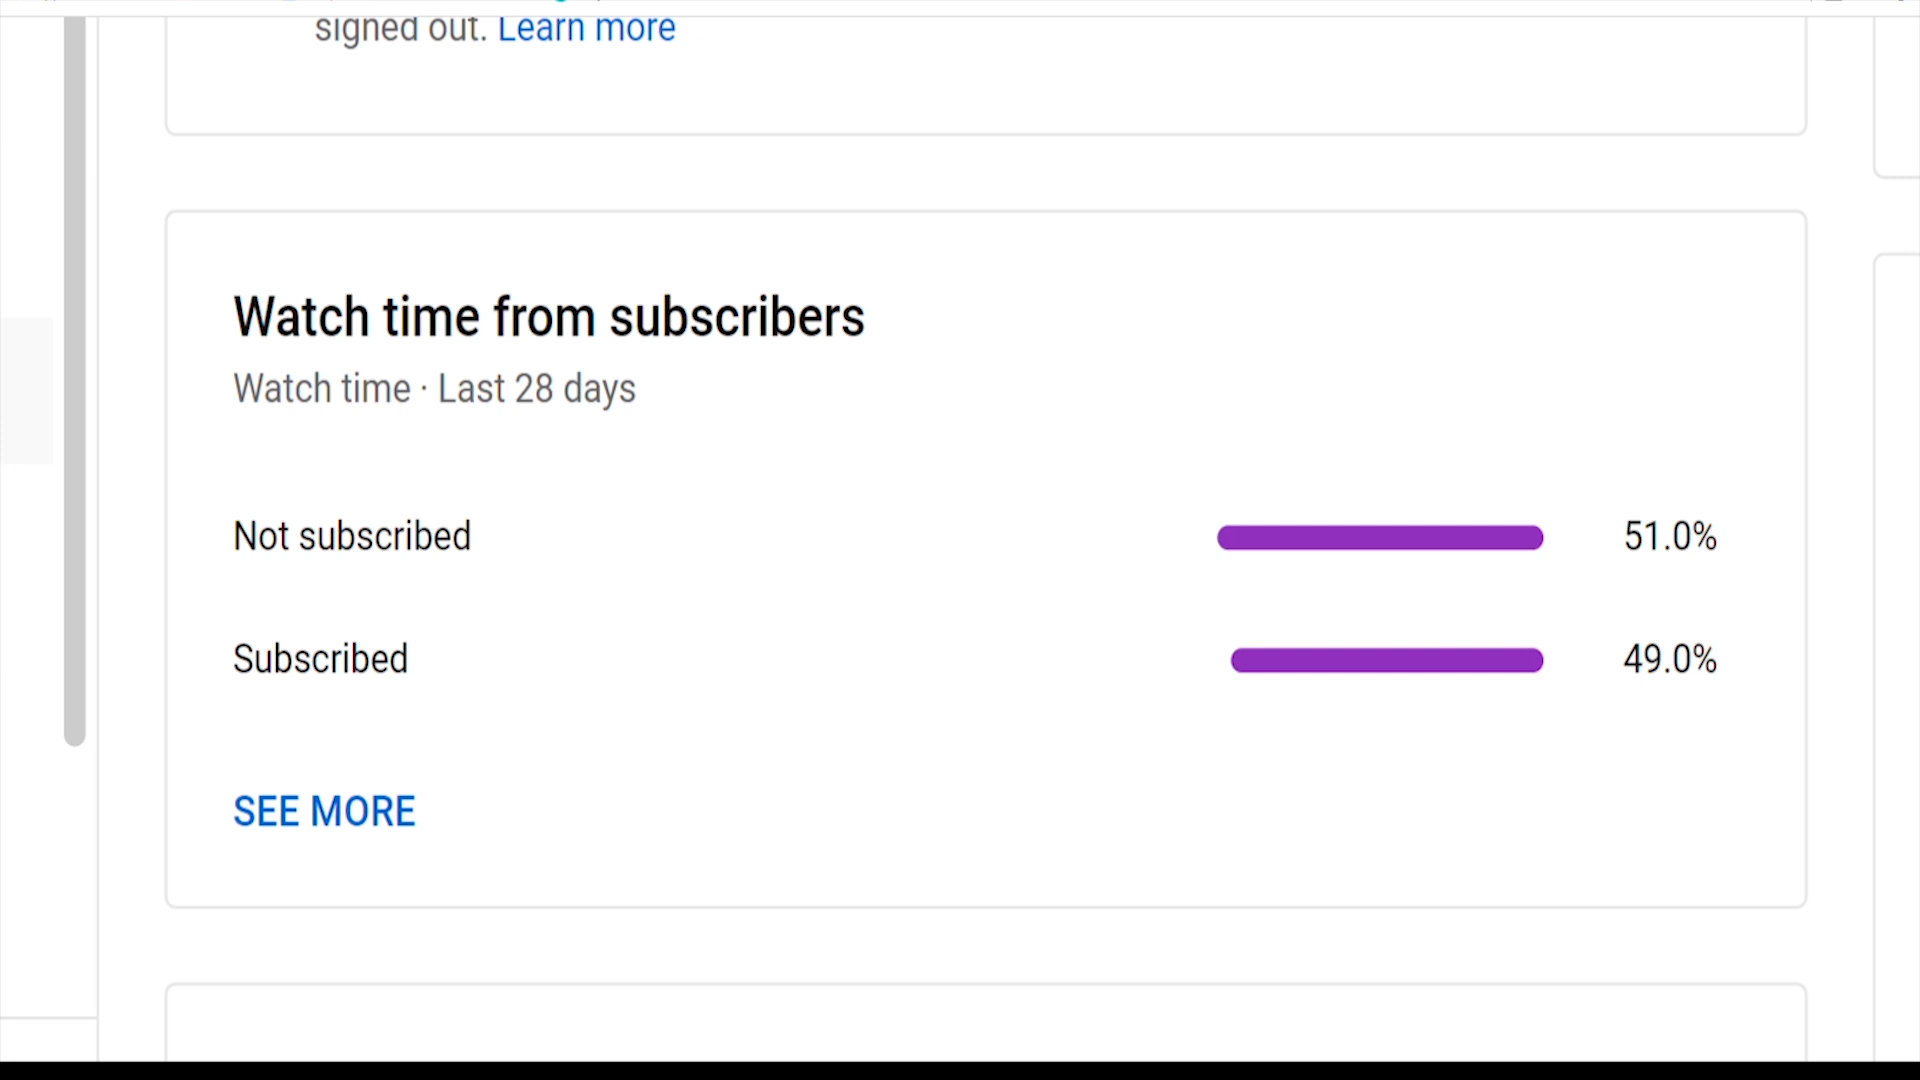 signed out. Learn more
Watch time from subscribers
Watch time · Last 28 days
Not subscribed 51.0%
Subscribed 49.0%
SEE MORE